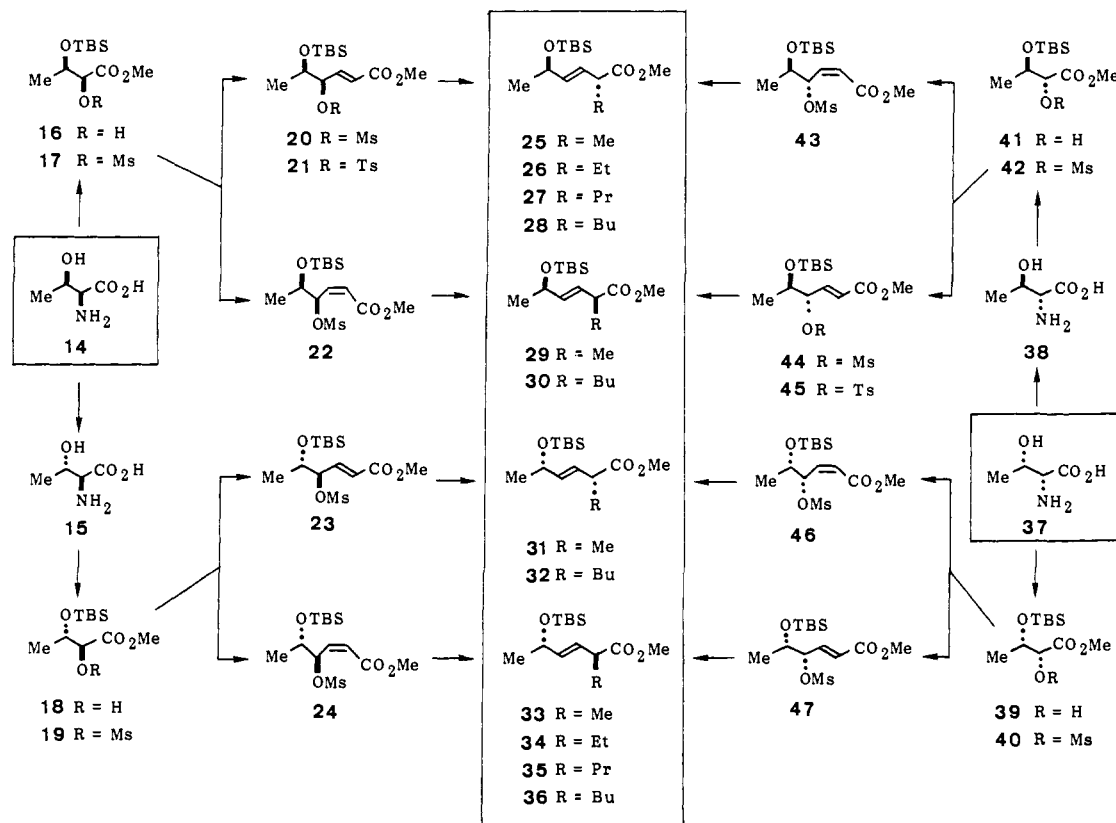 OTBS
Me
CO2Me
OR
16 R = H
17 R = Ms
OH
Me
CO2H
NH2
14
OH
Me
CO2H
NH2
15
OTBS
Me
CO2Me
OR
18 R = H
19 R = Ms
OTBS
Me
CO2Me
OR
20 R = Ms
21 R = Ts
OTBS
Me
CO2Me
OMs
22
OTBS
Me
CO2Me
OMs
23
OTBS
Me
CO2Me
OMs
24
OTBS
Me
CO2Me
R
25 R = Me
26 R = Et
27 R = Pr
28 R = Bu
OTBS
Me
CO2Me
R
29 R = Me
30 R = Bu
OTBS
Me
CO2Me
R
31 R = Me
32 R = Bu
OTBS
Me
CO2Me
R
33 R = Me
34 R = Et
35 R = Pr
36 R = Bu
OTBS
Me
CO2Me
OMs
43
OTBS
Me
CO2Me
OR
44 R = Ms
45 R = Ts
OTBS
Me
CO2Me
OMs
46
OTBS
Me
CO2Me
OMs
47
OTBS
Me
CO2Me
OR
41 R = H
42 R = Ms
OH
Me
CO2H
NH2
38
OH
Me
CO2H
NH2
37
OTBS
Me
CO2Me
OR
39 R = H
40 R = Ms